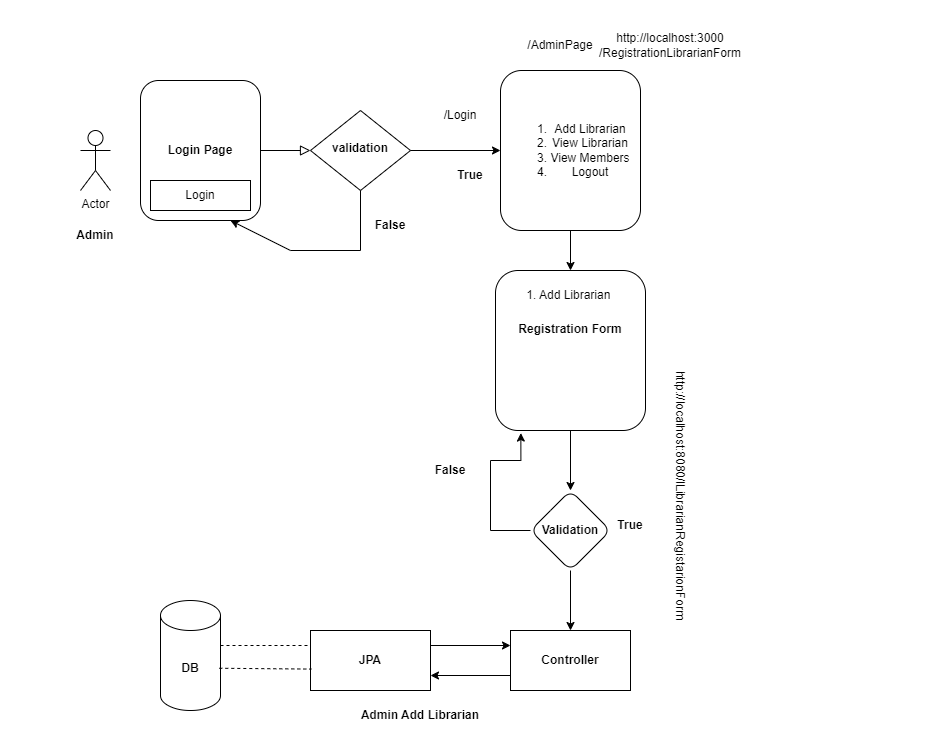 /AdminPage
http://localhost:3000
/RegistrationLibrarianForm
Login Page
Login
validation
/Login
True
False
1. Add Librarian
2. View Librarian
3. View Members
4. Logout
Actor
Admin
1. Add Librarian
Registration Form
http://localhost:8080/lLibrarianRegistarionForm
False
Validation
True
DB
JPA
Controller
Admin Add Librarian